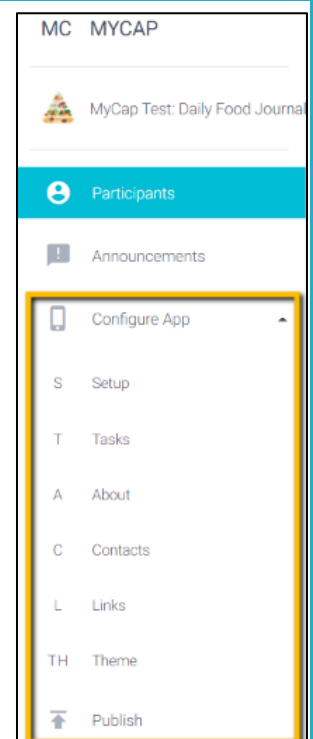 MC MYCAP
MyCap Test: Daily Food Journal
Participants
Announcements
Configure App
S Setup
T Tasks
A About
C Contacts
L Links
TH Theme
Publish